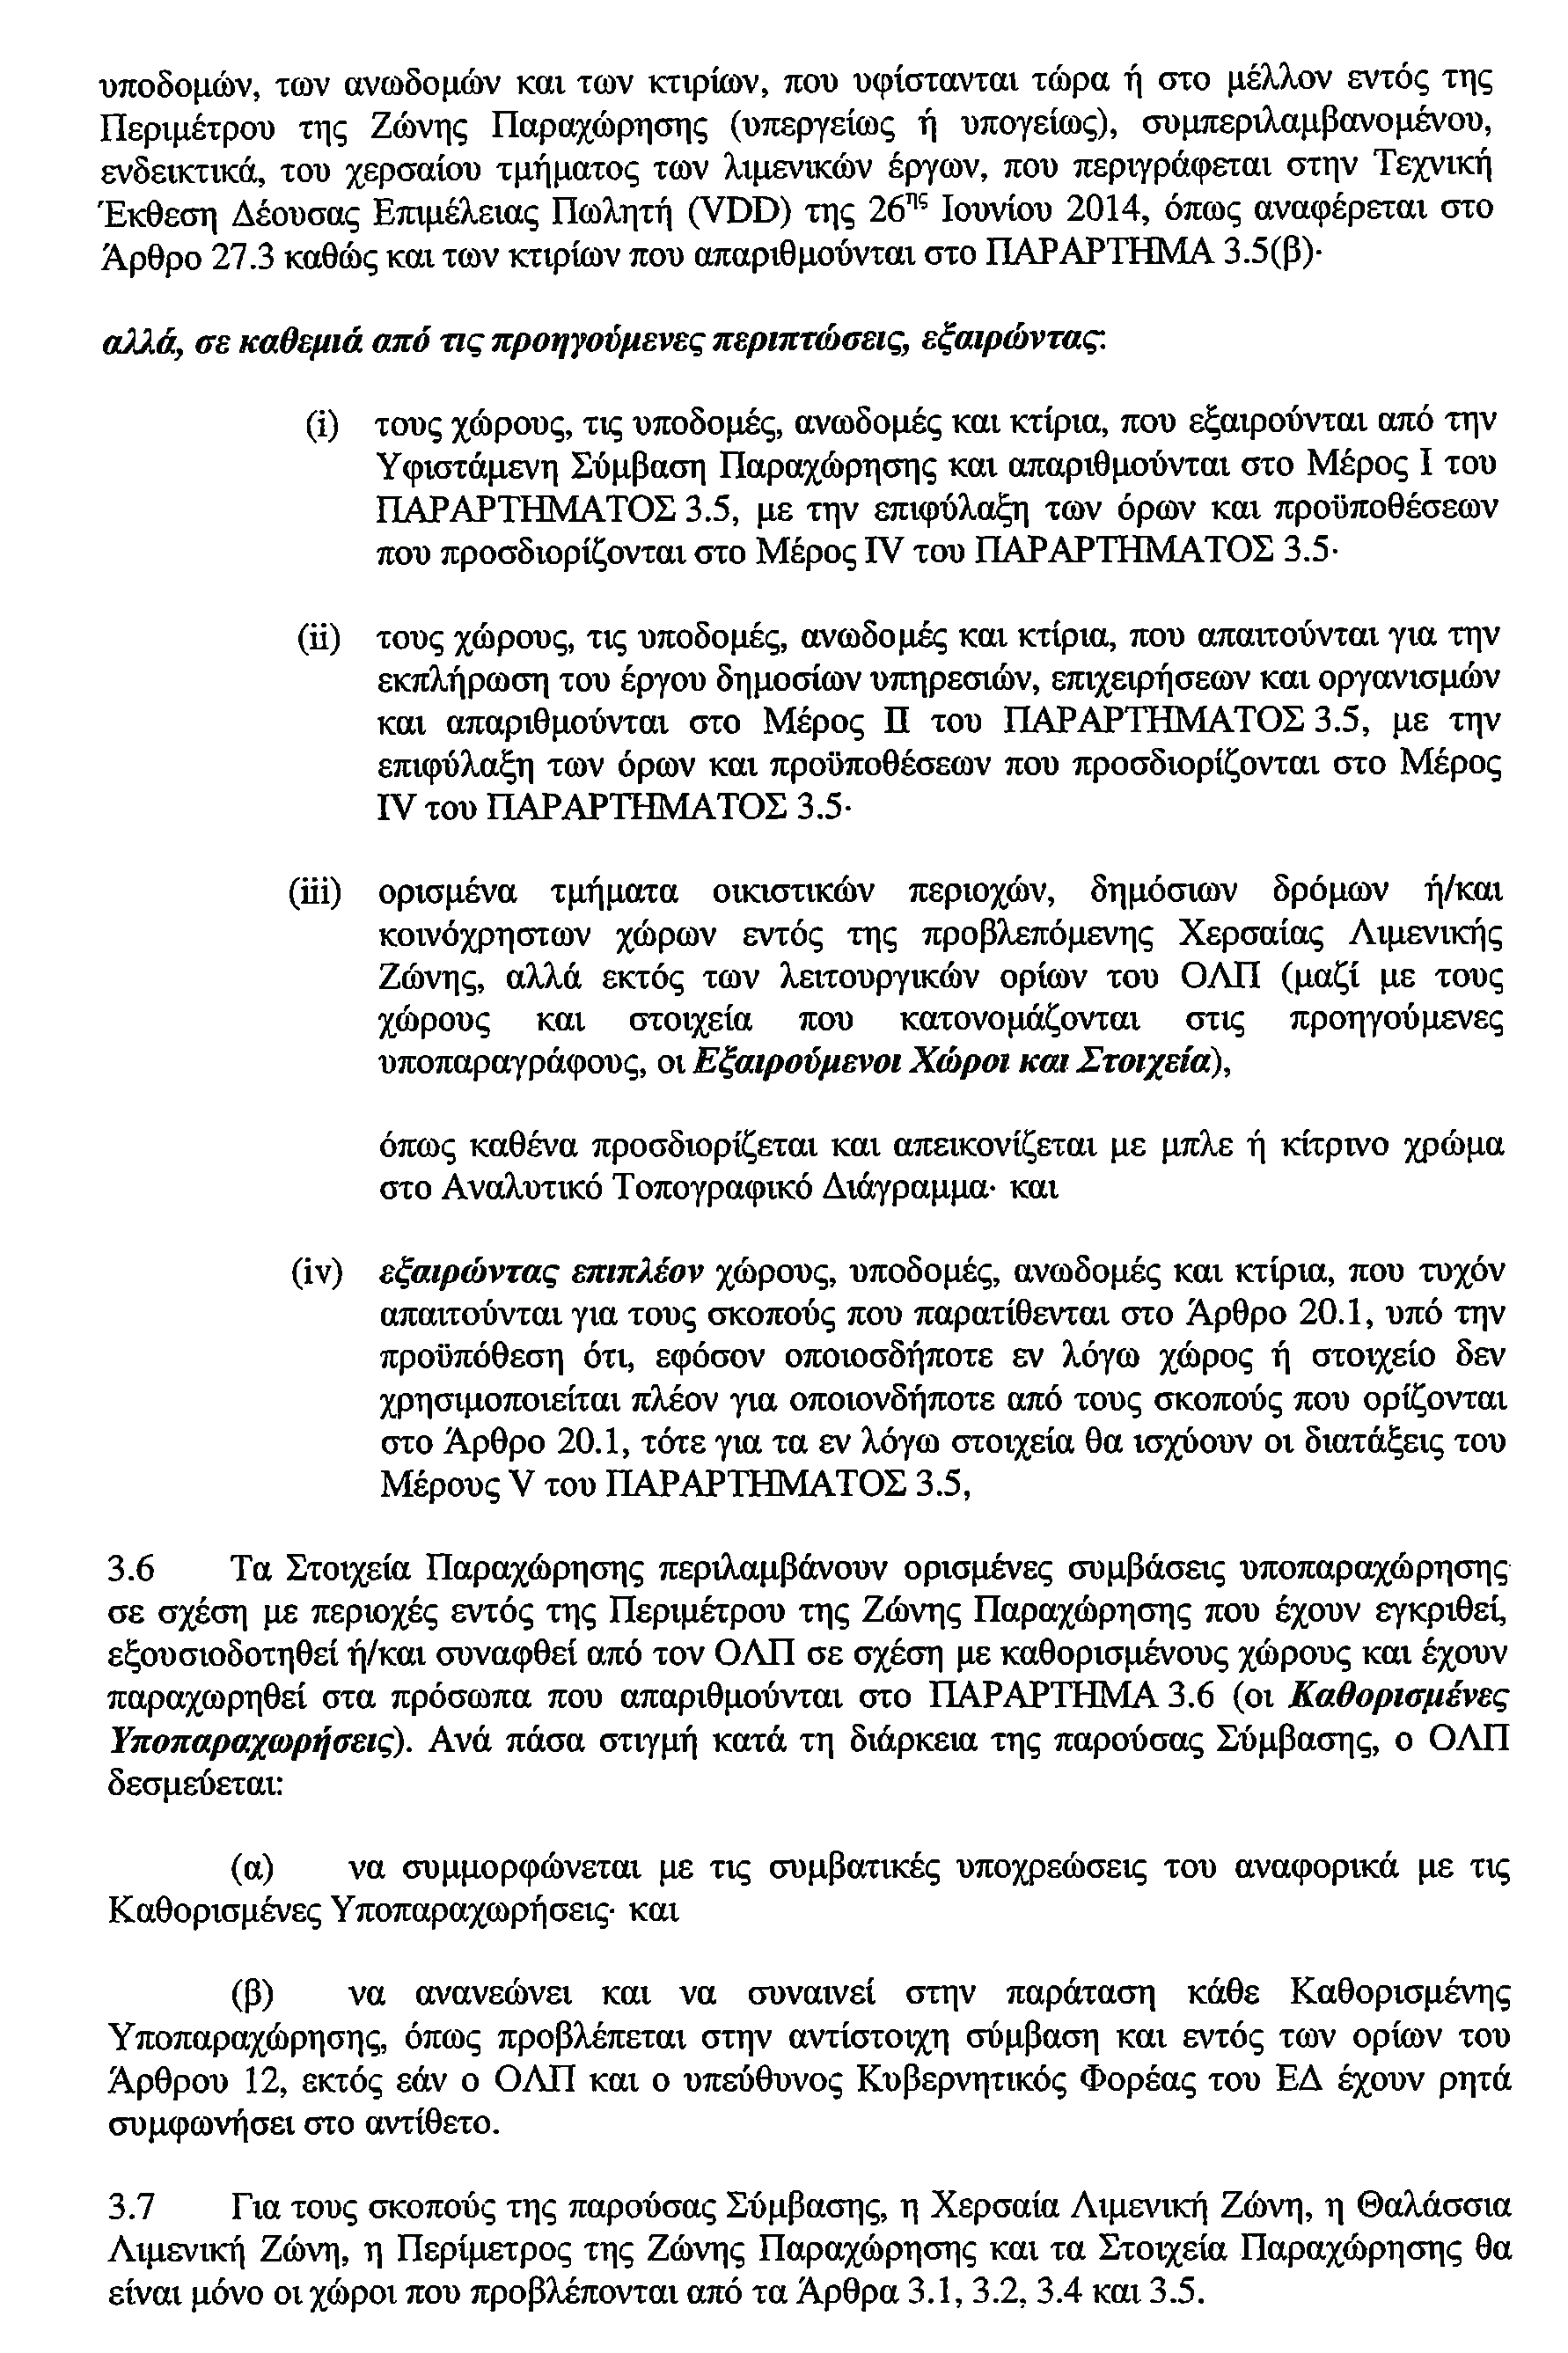 υποδομών, των ανωδομών και των κτιρίων, που υφίστανται τώρα ή στο μέλλον εντός της
Περιμέτρου της Ζώνης Παραχώρησης (υπεργείως ή υπογείως), συμπεριλαμβανομένου,
ενδεικτικά, του χερσαίου τμήματος των λιμενικών έργων, που περιγράφεται στην Τεχνική
Έκθεση Δέουσας Επιμέλειας Πωλητή (VDD) της 26ης Ιουνίου 2014, όπως αναφέρεται στο
Άρθρο 27.3 καθώς και των κτιρίων που απαριθμούνται στο ΠΑΡΑΡΤΗΜΑ 3.5(β)·
αλλά, σε καθεμιά από τις προηγούμενες περιπτώσεις, εξαιρώντας:
(i) τους χώρους, τις υποδομές, ανωδομές και κτίρια, που εξαιρούνται από την
Υφιστάμενη Σύμβαση Παραχώρησης και απαριθμούνται στο Μέρος Ι του
ΠΑΡΑΡΤΗΜΑΤΟΣ 3.5, με την επιφύλαξη των όρων και προϋποθέσεων
που προσδιορίζονται στο Μέρος IV του ΠΑΡΑΡΤΗΜΑΤΟΣ 3.5·
(ii) τους χώρους, τις υποδομές, ανωδομές και κτίρια, που απαιτούνται για την
εκπλήρωση του έργου δημοσίων υπηρεσιών, επιχειρήσεων και οργανισμών
και απαριθμούνται στο Μέρος ΙΙ του ΠΑΡΑΡΤΗΜΑΤΟΣ 3.5, με την
επιφύλαξη των όρων και προϋποθέσεων που προσδιορίζονται στο Μέρος
IV του ΠΑΡΑΡΤΗΜΑΤΟΣ 3.5·
(iii) ορισμένα τμήματα οικιστικών περιοχών, δημόσιων δρόμων ή/και
κοινόχρηστων χώρων εντός της προβλεπόμενης Χερσαίας Λιμενικής
Ζώνης, αλλά εκτός των λειτουργικών ορίων του ΟΛΠ (μαζί με τους
χώρους και στοιχεία που κατονομάζονται στις προηγούμενες
υποπαραγράφους, οι Εξαιρούμενοι Χώροι και Στοιχεία),
όπως καθένα προσδιορίζεται και απεικονίζεται με μπλε ή κίτρινο χρώμα
στο Αναλυτικό Τοπογραφικό Διάγραμμα· και
(iv) εξαιρώντας επιπλέον χώρους, υποδομές, ανωδομές και κτίρια, που τυχόν
απαιτούνται για τους σκοπούς που παρατίθενται στο Άρθρο 20.1, υπό την
προϋπόθεση ότι, εφόσον οποιοσδήποτε εν λόγω χώρος ή στοιχείο δεν
χρησιμοποιείται πλέον για οποιονδήποτε από τους σκοπούς που ορίζονται
στο Άρθρο 20.1, τότε για τα εν λόγω στοιχεία θα ισχύουν οι διατάξεις του
Μέρους V του ΠΑΡΑΡΤΗΜΑΤΟΣ 3.5,
3.6 Τα Στοιχεία Παραχώρησης περιλαμβάνουν ορισμένες συμβάσεις υποπαραχώρησης
σε σχέση με περιοχές εντός της Περιμέτρου της Ζώνης Παραχώρησης που έχουν εγκριθεί,
εξουσιοδοτηθεί ή/και συναφθεί από τον ΟΛΠ σε σχέση με καθορισμένους χώρους και έχουν
παραχωρηθεί στα πρόσωπα που απαριθμούνται στο ΠΑΡΑΡΤΗΜΑ 3.6 (οι Καθορισμένες
Υποπαραχωρήσεις). Ανά πάσα στιγμή κατά τη διάρκεια της παρούσας Σύμβασης, ο ΟΛΠ
δεσμεύεται:
(α) να συμμορφώνεται με τις συμβατικές υποχρεώσεις του αναφορικά με τις
Καθορισμένες Υποπαραχωρήσεις· και
(β) να ανανεώνει και να συναινεί στην παράταση κάθε Καθορισμένης
Υποπαραχώρησης, όπως προβλέπεται στην αντίστοιχη σύμβαση και εντός των ορίων του
Άρθρου 12, εκτός εάν ο ΟΛΠ και ο υπεύθυνος Κυβερνητικός Φορέας του ΕΔ έχουν ρητά
συμφωνήσει στο αντίθετο.
3.7 Για τους σκοπούς της παρούσας Σύμβασης, η Χερσαία Λιμενική Ζώνη, η Θαλάσσια
Λιμενική Ζώνη, η Περίμετρος της Ζώνης Παραχώρησης και τα Στοιχεία Παραχώρησης θα
είναι μόνο οι χώροι που προβλέπονται από τα Άρθρα 3.1, 3.2, 3.4 και 3.5.